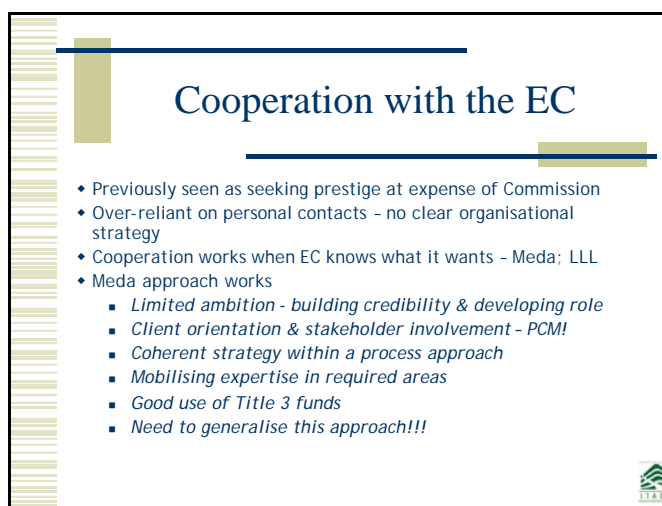 Cooperation with the EC
◆ Previously seen as seeking prestige at expense of Commission
◆ Over-reliant on personal contacts – no clear organisational
strategy
◆ Cooperation works when EC knows what it wants – Meda; LLL
◆ Meda approach works
■ Limited ambition - building credibility & developing role
■ Client orientation & stakeholder involvement – PCM!
■ Coherent strategy within a process approach
■ Mobilising expertise in required areas
■ Good use of Title 3 funds
■ Need to generalise this approach!!!